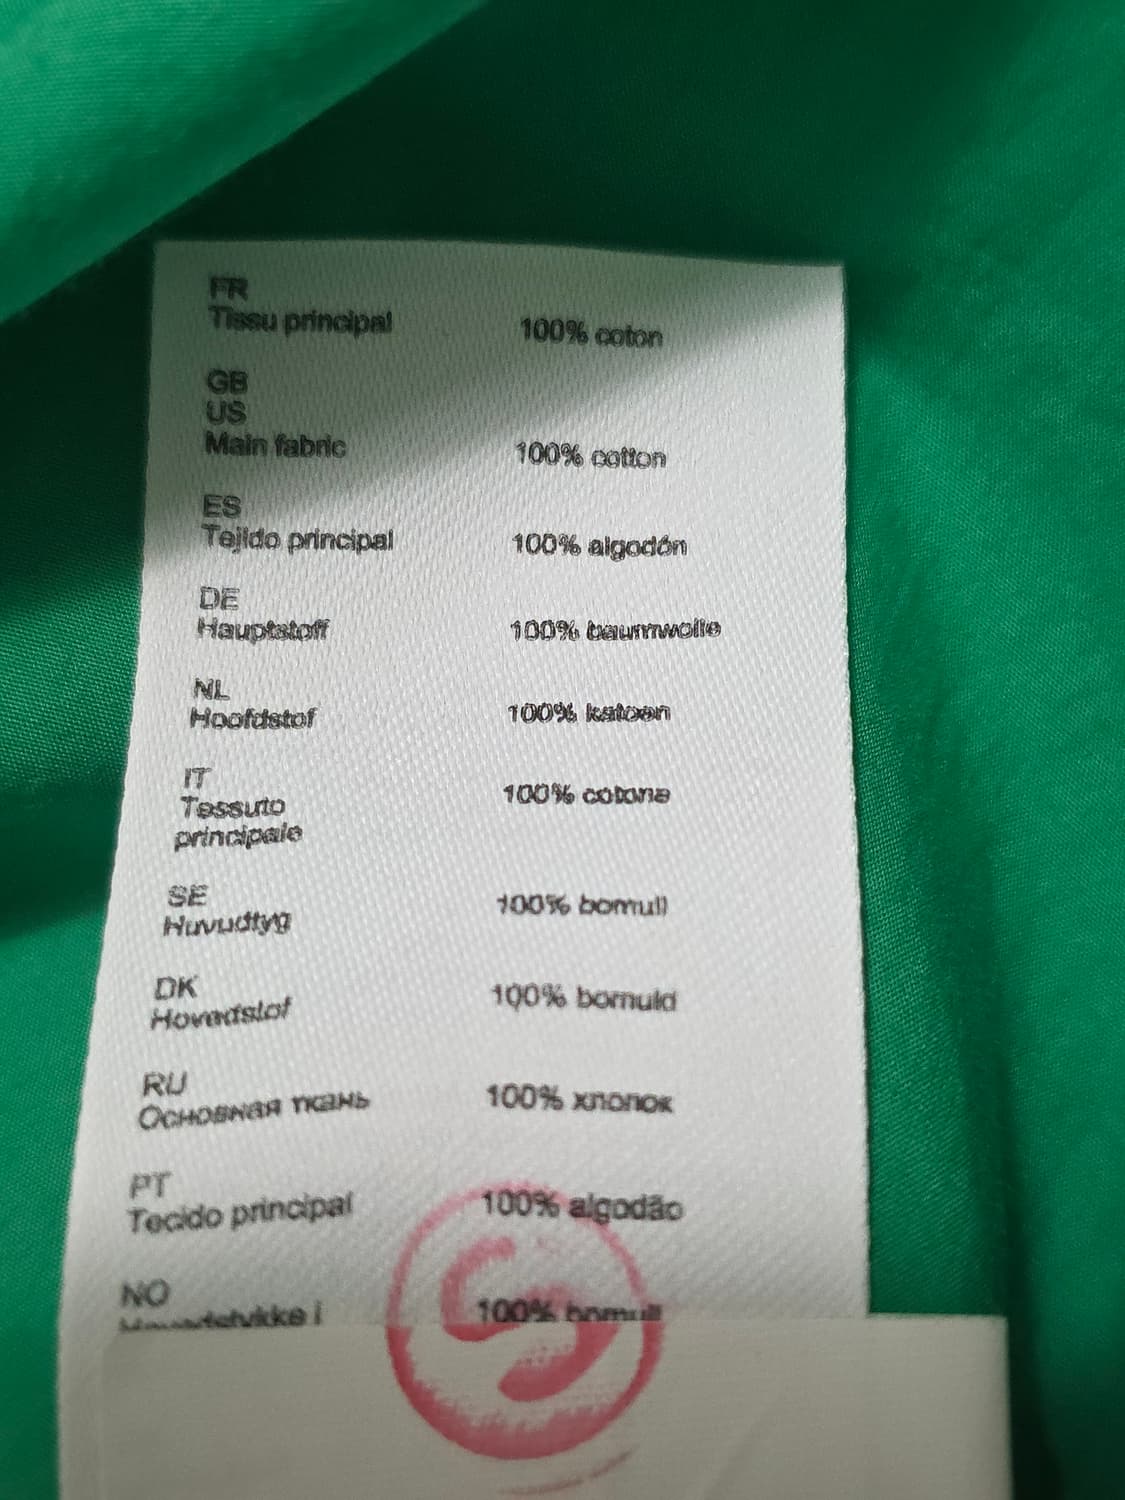 FR
Tissu principal 100% coton
GB
US
Main fabric 100% cotton
ES
Tejido principal 100% algodón
DE
Hauptstoff 100% baumwolle
NL
Hoofdstof 100% katoen
IT
Tessuto 100% cotone
principale
SE
Huvudtyg 100% bomull
DK
Hovedstof 100% bomuld
RU
Основная ткань 100% хлопок
PT
Tecido principal 100% algodão
NO
i 100% bomull